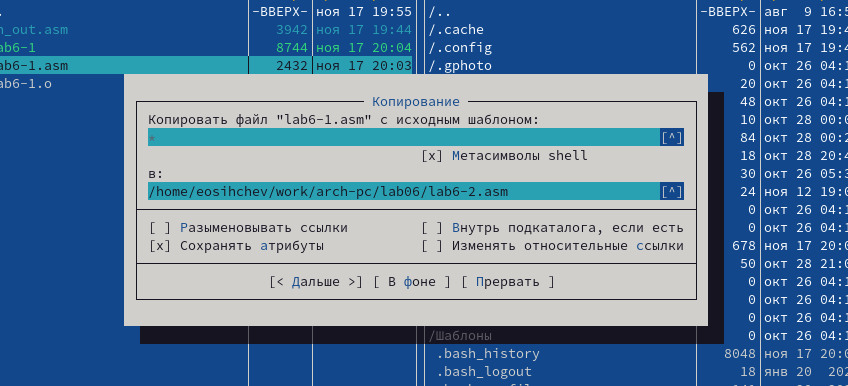 . -ВВЕРХ- ноя 17 19:55 /.. -ВВЕРХ- авг 9 16:5
n_out.asm 3942 ноя 17 19:44 /.cache 626 ноя 17 19:4
ab6-1 8744 ноя 17 20:04 /.config 562 ноя 17 19:4
ab6-1.asm 2432 ноя 17 20:03 /.gphoto 0 окт 26 04:1
ab6-1.o 20 окт 26 04:1
Копирование 48 окт 26 04:1
Копировать файл "lab6-1.asm" с исходным шаблоном: 10 окт 28 00:0
* [^] 84 окт 28 00:2
[x] Метасимволы shell 18 окт 28 20:4
в: 30 окт 26 05:3
/home/eosihchev/work/arch-pc/lab06/lab6-2.asm [^] 24 ноя 12 19:0
0 окт 26 04:1
[ ] Разыменовывать ссылки [ ] Внутрь подкаталога, если есть 0 окт 26 04:1
[x] Сохранять атрибуты [ ] Изменять относительные ссылки 678 ноя 17 20:0
50 окт 28 21:0
[< Дальше >] [ В фоне ] [ Прервать ] 0 окт 26 04:1
0 окт 26 04:1
0 окт 26 04:1
/Шаблоны 0 окт 26 04:1
.bash_history 8048 ноя 17 20:0
.bash_logout 18 янв 20 202